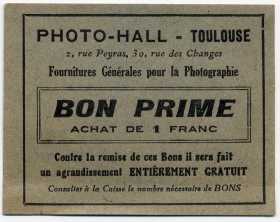 PHOTO-HALL - TOULOUSE
2, rue Peyras, 30, rue des Changes
Fournitures Générales pour la Photographie
BON PRIME
ACHAT DE 1 FRANC
Contre la remise de ces Bons il sera fait
un agrandissement ENTIÈREMENT GRATUIT
Consulter à la Caisse le nombre nécessaire de BONS